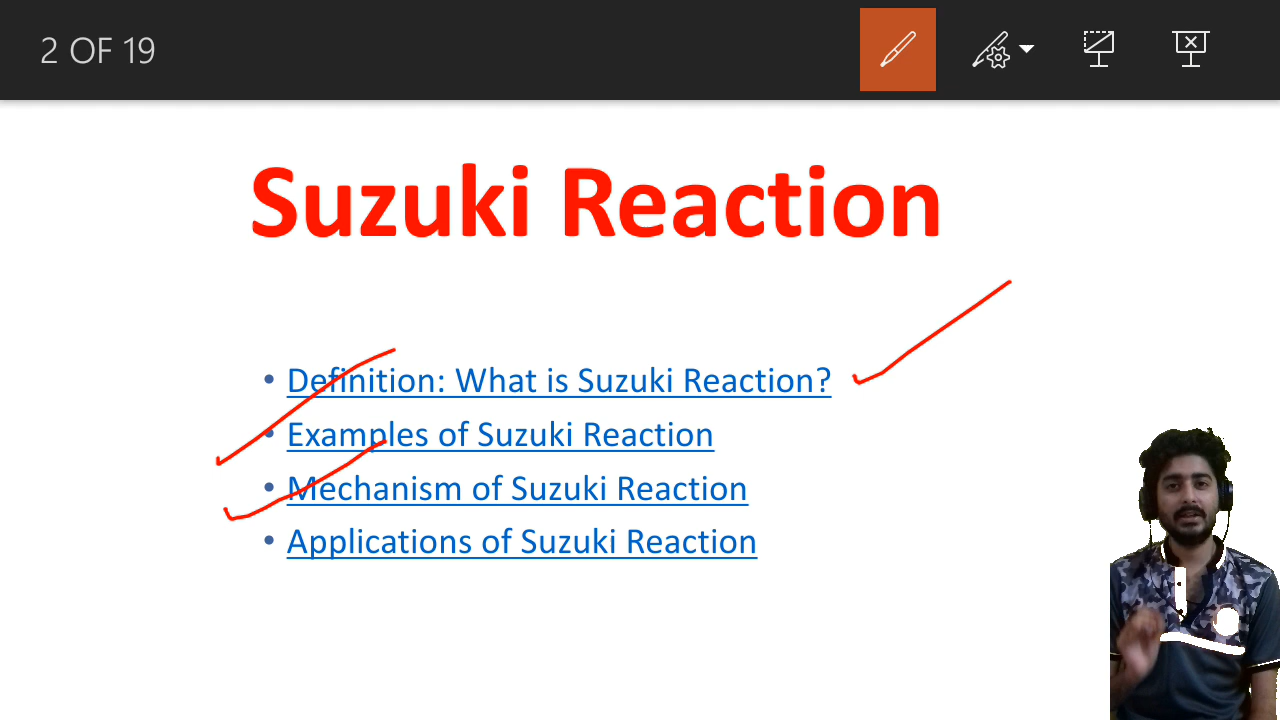 2 OF 19
Suzuki Reaction
• Definition: What is Suzuki Reaction?
• Examples of Suzuki Reaction
• Mechanism of Suzuki Reaction
• Applications of Suzuki Reaction